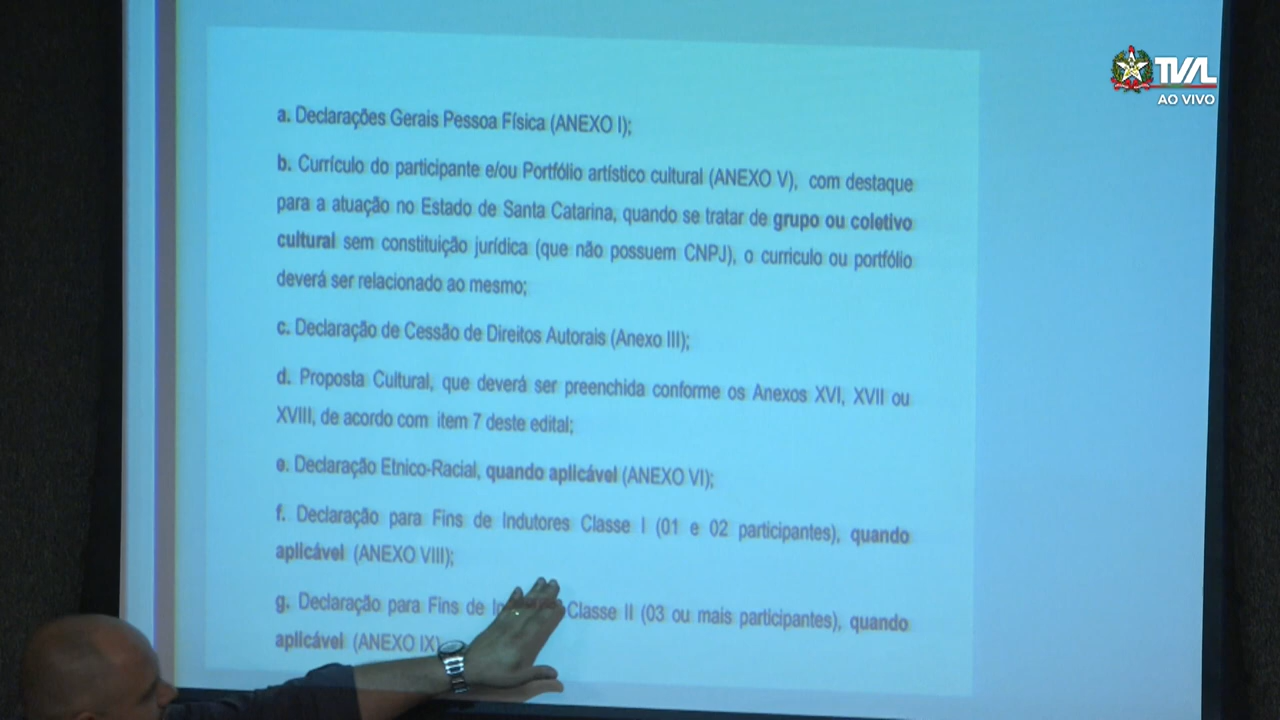 TVAL
AO VIVO
a. Declarações Gerais Pessoa Física (ANEXO I);
b. Currículo do participante e/ou Portfólio artístico cultural (ANEXO V), com destaque
para a atuação no Estado de Santa Catarina, quando se tratar de grupo ou coletivo
cultural sem constituição jurídica (que não possuem CNPJ), o curriculo ou portfólio
deverá ser relacionado ao mesmo;
c. Declaração de Cessão de Direitos Autorais (Anexo III);
d. Proposta Cultural, que deverá ser preenchida conforme os Anexos XVI, XVII ou
XVIII, de acordo com item 7 deste edital;
e. Declaração Etnico-Racial, quando aplicável (ANEXO VI);
f. Declaração para Fins de Indutores Classe I (01 e 02 participantes), quando
aplicável (ANEXO VIII);
g. Declaração para Fins de Classe II (03 ou mais participantes), quando
aplicável (ANEXO IX)